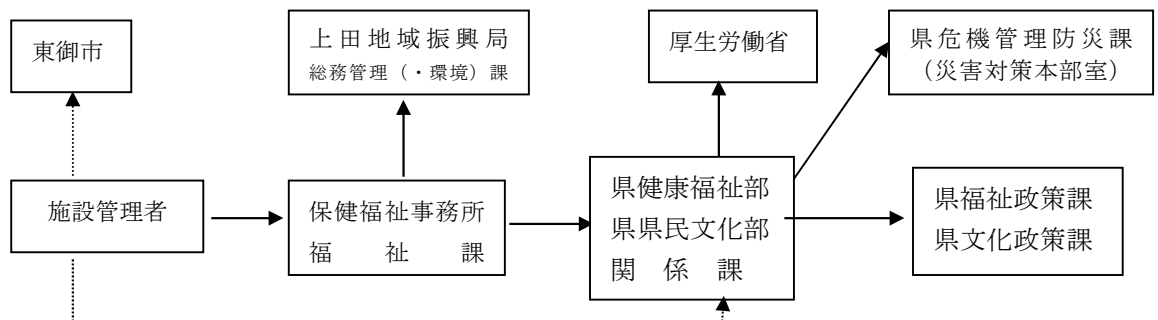 東御市
上田地域振興局
総務管理（・環境）課
厚生労働省
県危機管理防災課
（災害対策本部室）
施設管理者
保健福祉事務所
福祉課
県健康福祉部
県県民文化部
関係課
県福祉政策課
県文化政策課